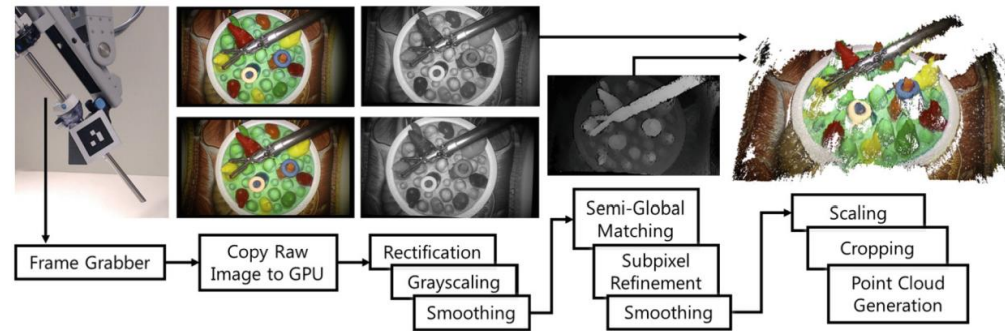 Frame Grabber
Copy Raw
Image to GPU
Rectification
Grayscaling
Smoothing
Semi-Global
Matching
Subpixel
Refinement
Smoothing
Scaling
Cropping
Point Cloud
Generation